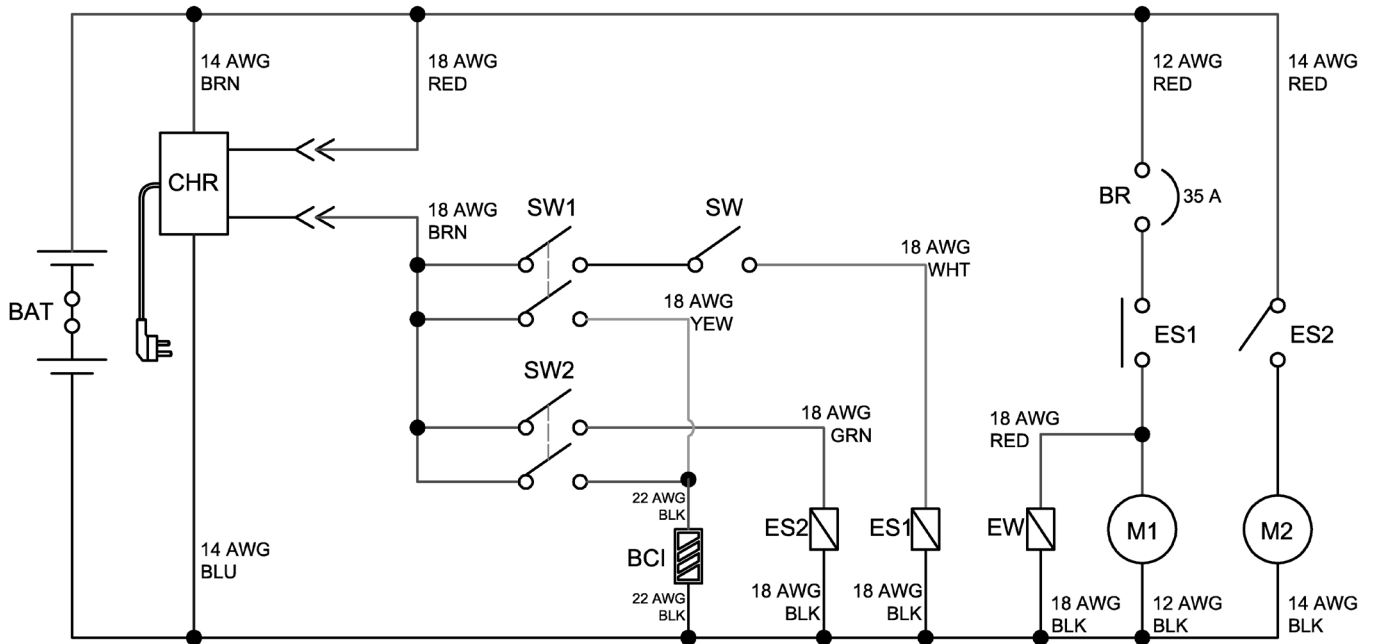 14 AWG
BRN
18 AWG
RED
12 AWG
RED
14 AWG
RED
CHR
BR
35 A
18 AWG
BRN
SW1
SW
18 AWG
WHT
BAT
18 AWG
YEW
ES1
ES2
SW2
18 AWG
GRN
18 AWG
RED
22 AWG
BLK
ES2
ES1
EW
M1
M2
14 AWG
BLU
BCI
22 AWG
BLK
18 AWG
BLK
18 AWG
BLK
18 AWG
BLK
12 AWG
BLK
14 AWG
BLK